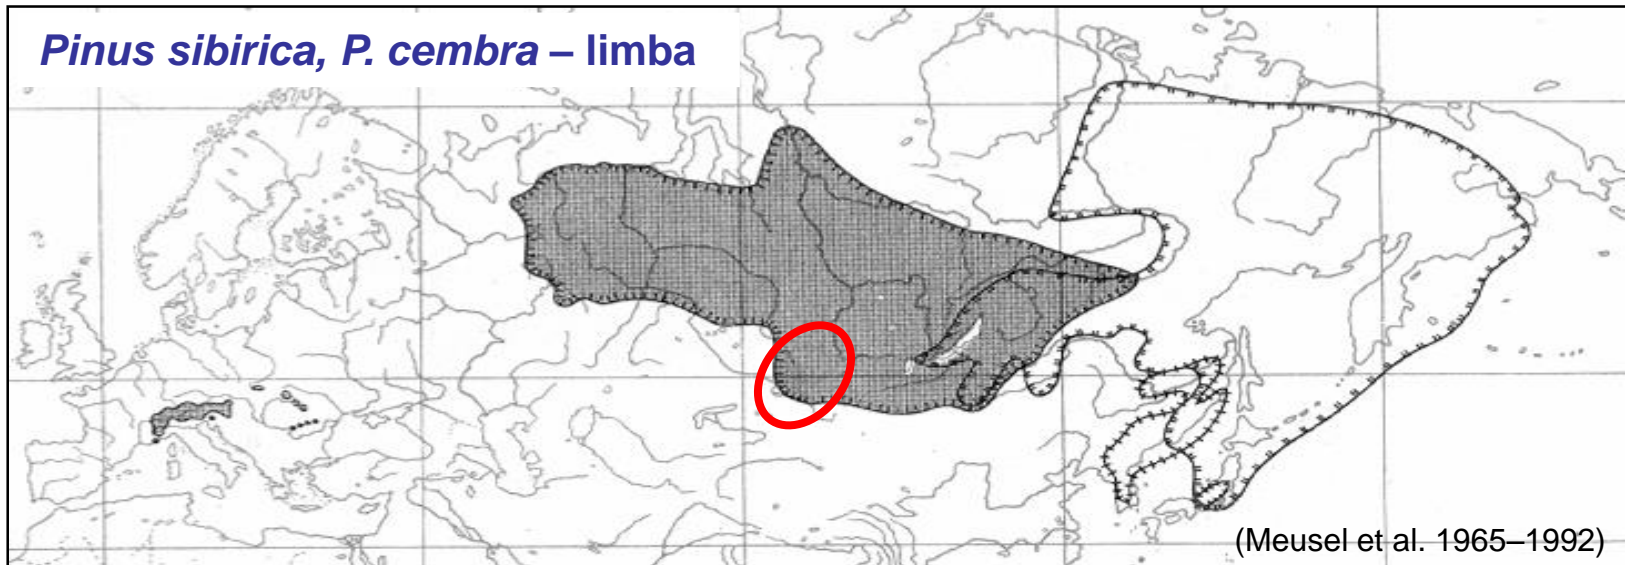 Pinus sibirica, P. cembra – limba
(Meusel et al. 1965–1992)